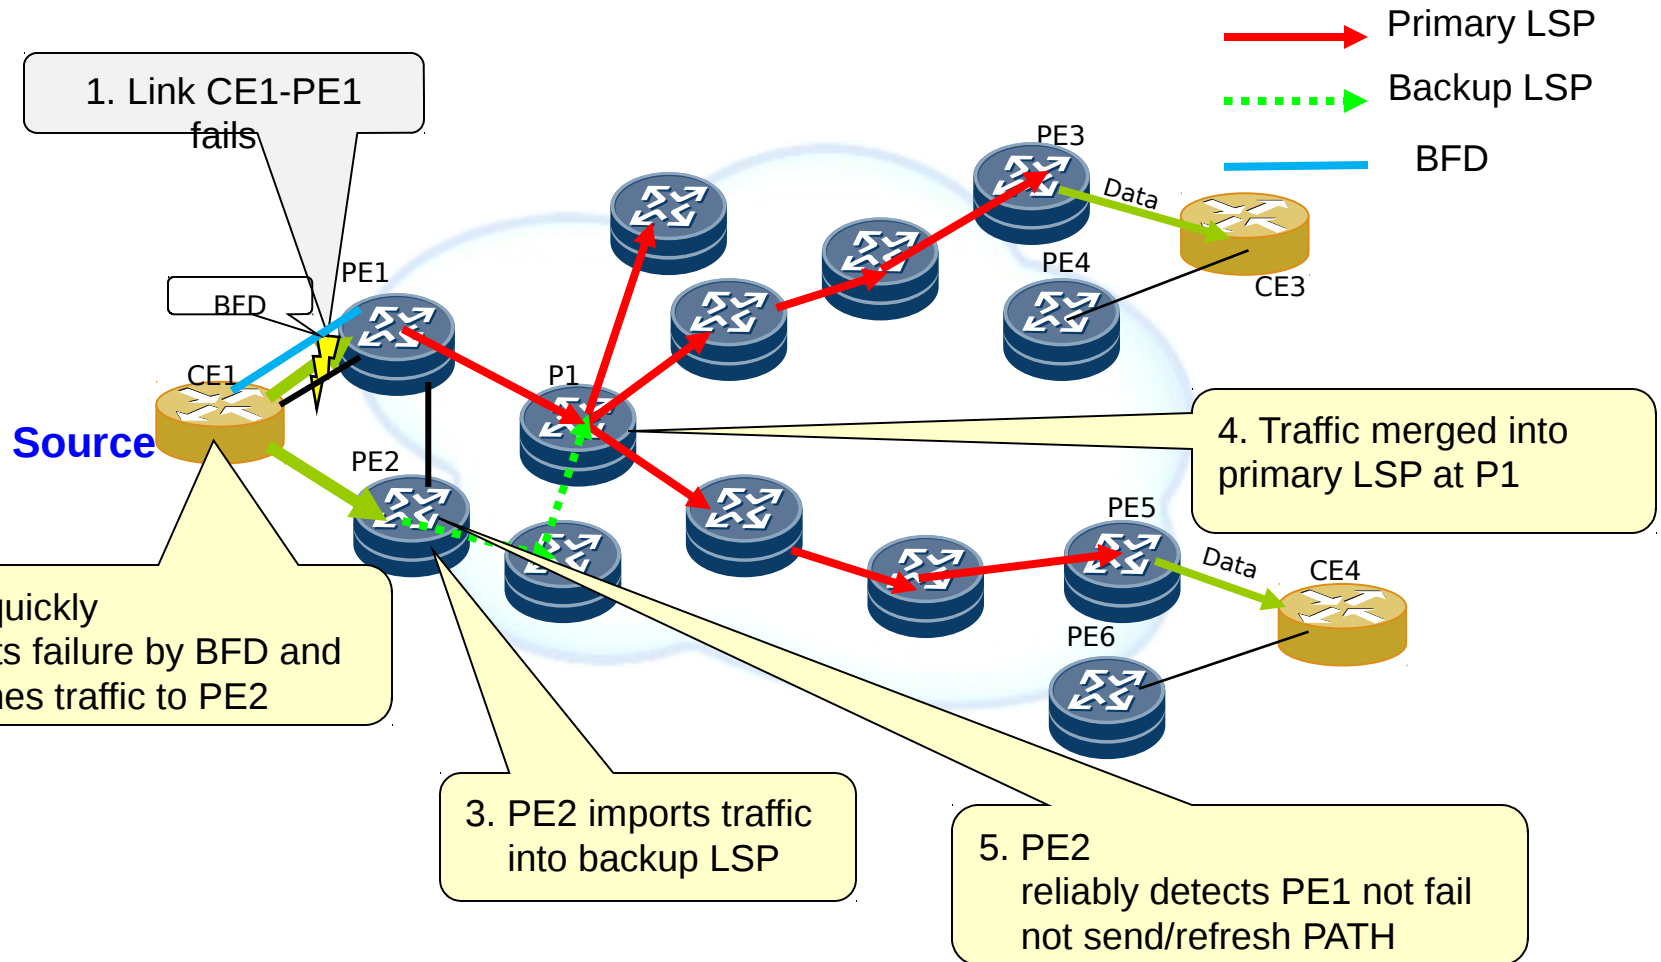 Primary LSP
Backup LSP
BFD
1. Link CE1-PE1
fails
PE3
Data
CE3
PE4
PE1
BFD
CE1
P1
Source
PE2
4. Traffic merged into
primary LSP at P1
PE5
Data
CE4
PE6
quickly
ts failure by BFD and
hes traffic to PE2
3. PE2 imports traffic
into backup LSP
5. PE2
reliably detects PE1 not fail
not send/refresh PATH